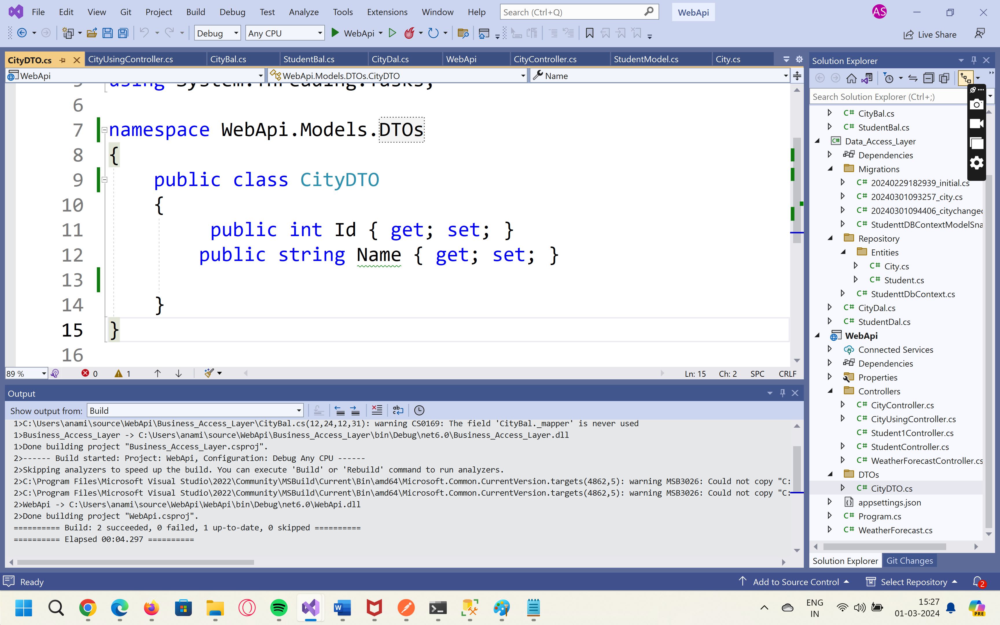 File Edit View Git Project Build Debug Test Analyze Tools Extensions Window Help Search (Ctrl+Q) WebApi AS
Debug Any CPU WebApi Live Share
CityDTO.cs CityUsingController.cs CityBal.cs StudentBal.cs CityDal.cs WebApi CityController.cs StudentModel.cs City.cs
WebApi WebApi.Models.DTOs.CityDTO Name
5 using System.Threading.Tasks;
6
7 namespace WebApi.Models.DTOs
8 {
9 public class CityDTO
10 {
11 public int Id { get; set; }
12 public string Name { get; set; }
13
14 }
15 }
16
89 % 0 1 Ln: 15 Ch: 2 SPC CRLF
Output
Show output from: Build
1>C:\Users\anami\source\WebApi\Business_Access_Layer\CityBal.cs(12,24,12,31): warning CS0169: The field 'CityBal._mapper' is never used
1>Business_Access_Layer -> C:\Users\anami\source\WebApi\Business_Access_Layer\bin\Debug\net6.0\Business_Access_Layer.dll
1>Done building project "Business_Access_Layer.csproj".
2>------ Build started: Project: WebApi, Configuration: Debug Any CPU ------
2>Skipping analyzers to speed up the build. You can execute 'Build' or 'Rebuild' command to run analyzers.
2>C:\Program Files\Microsoft Visual Studio\2022\Community\MSBuild\Current\Bin\amd64\Microsoft.Common.CurrentVersion.targets(4862,5): warning MSB3026: Could not copy "C:
2>C:\Program Files\Microsoft Visual Studio\2022\Community\MSBuild\Current\Bin\amd64\Microsoft.Common.CurrentVersion.targets(4862,5): warning MSB3026: Could not copy "C:
2>WebApi -> C:\Users\anami\source\WebApi\WebApi\bin\Debug\net6.0\WebApi.dll
2>Done building project "WebApi.csproj".
========== Build: 2 succeeded, 0 failed, 1 up-to-date, 0 skipped ==========
========== Elapsed 00:04.297 ==========
Solution Explorer
Search Solution Explorer (Ctrl+;)
C# CityBal.cs
C# StudentBal.cs
C# Data_Access_Layer
Dependencies
Migrations
C# 20240229182939_initial.cs
C# 20240301093257_city.cs
C# 20240301094406_citychanged
C# StudenttDBContextModelSna
Repository
Entities
C# City.cs
C# Student.cs
C# StudenttDbContext.cs
C# CityDal.cs
C# StudentDal.cs
WebApi
Connected Services
Dependencies
Properties
Controllers
C# CityController.cs
C# CityUsingController.cs
C# Student1Controller.cs
C# StudentController.cs
C# WeatherForecastController.cs
DTOs
C# CityDTO.cs
appsettings.json
C# Program.cs
C# WeatherForecast.cs
Solution Explorer Git Changes
Ready Add to Source Control Select Repository 2
ENG
IN
15:27
01-03-2024
PRE